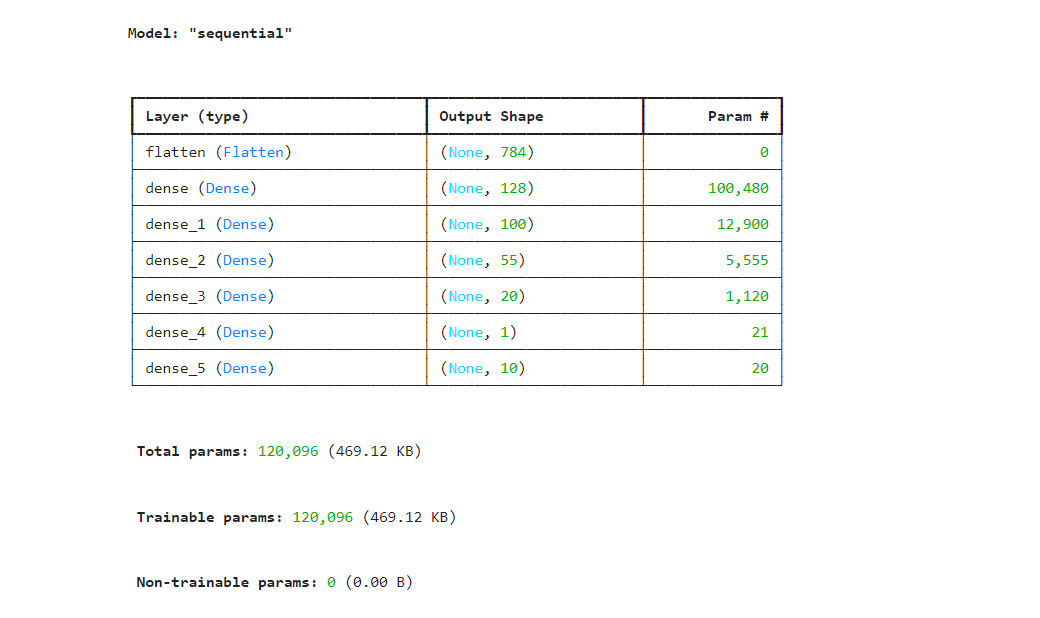 Model: "sequential"
Layer (type) Output Shape Param #
flatten (Flatten) (None, 784) 0
dense (Dense) (None, 128) 100,480
dense_1 (Dense) (None, 100) 12,900
dense_2 (Dense) (None, 55) 5,555
dense_3 (Dense) (None, 20) 1,120
dense_4 (Dense) (None, 1) 21
dense_5 (Dense) (None, 10) 20
Total params: 120,096 (469.12 KB)
Trainable params: 120,096 (469.12 KB)
Non-trainable params: 0 (0.00 B)